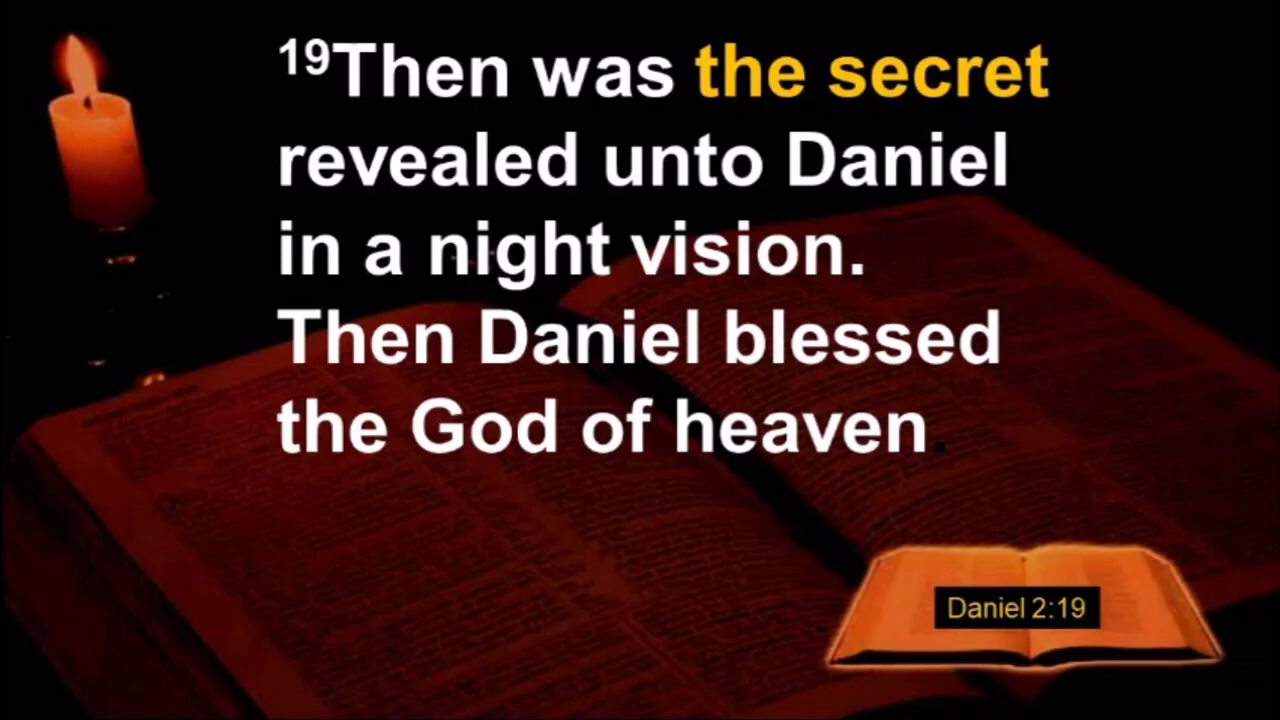 19Then was the secret
revealed unto Daniel
in a night vision.
Then Daniel blessed
the God of heaven.
Daniel 2:19